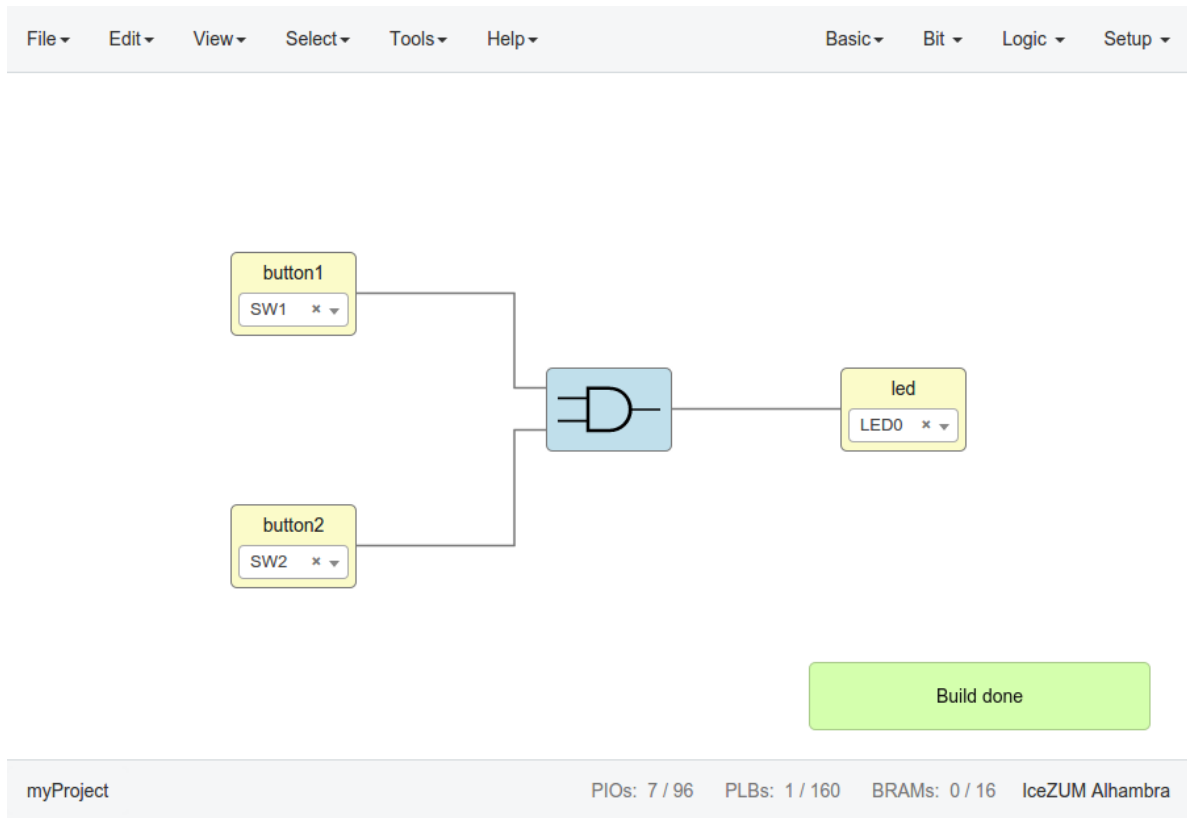 File Edit View Select Tools Help Basic Bit Logic Setup
button1
SW1
led
LED0
button2
SW2
Build done
myProject PIOs: 7 / 96 PLBs: 1 / 160 BRAMs: 0 / 16 IceZUM Alhambra